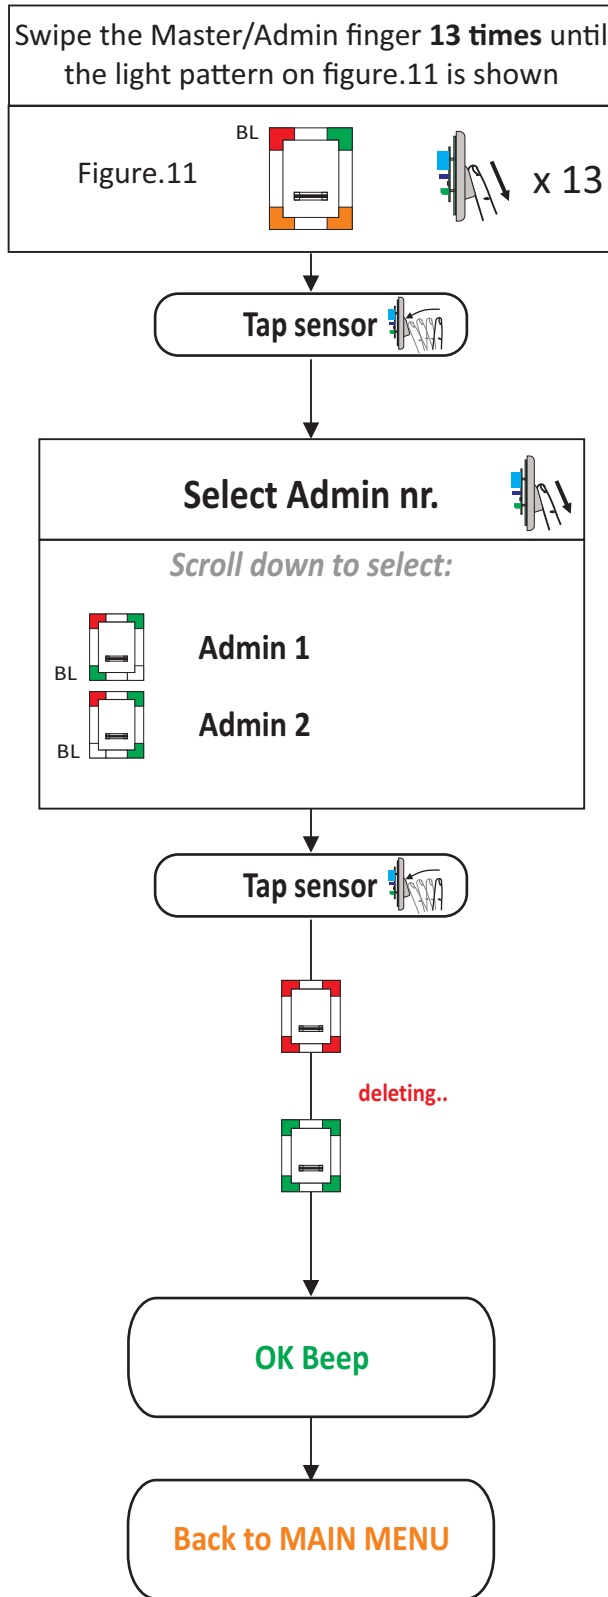 Swipe the Master/Admin finger 13 times until
the light pattern on figure.11 is shown
BL
Figure.11
x 13
Tap sensor
Select Admin nr.
Scroll down to select:
Admin 1
BL
Admin 2
BL
Tap sensor
deleting..
OK Beep
Back to MAIN MENU